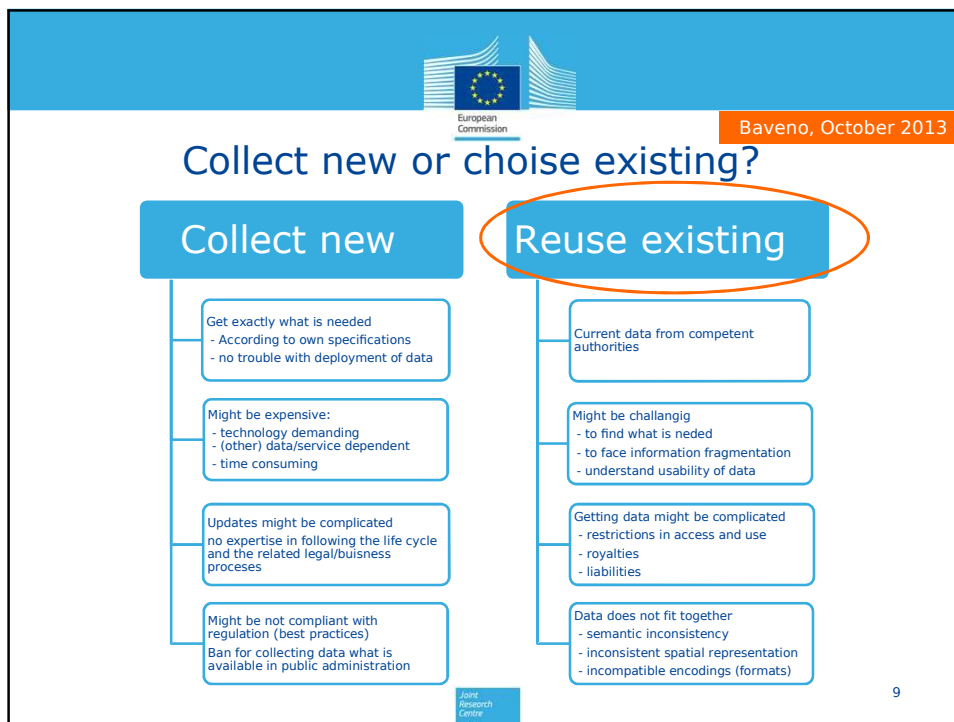 European
Commission
Baveno, October 2013
Collect new or choise existing?
Collect new
Get exactly what is needed
- According to own specifications
- no trouble with deployment of data
Might be expensive:
- technology demanding
- (other) data/service dependent
- time consuming
Updates might be complicated
no expertise in following the life cycle
and the related legal/buisness
proceses
Might be not compliant with
regulation (best practices)
Ban for collecting data what is
available in public administration
Reuse existing
Current data from competent
authorities
Might be challangig
- to find what is neded
- to face information fragmentation
- understand usability of data
Getting data might be complicated
- restrictions in access and use
- royalties
- liabilities
Data does not fit together
- semantic inconsistency
- inconsistent spatial representation
- incompatible encodings (formats)
Joint
Research
Centre
9